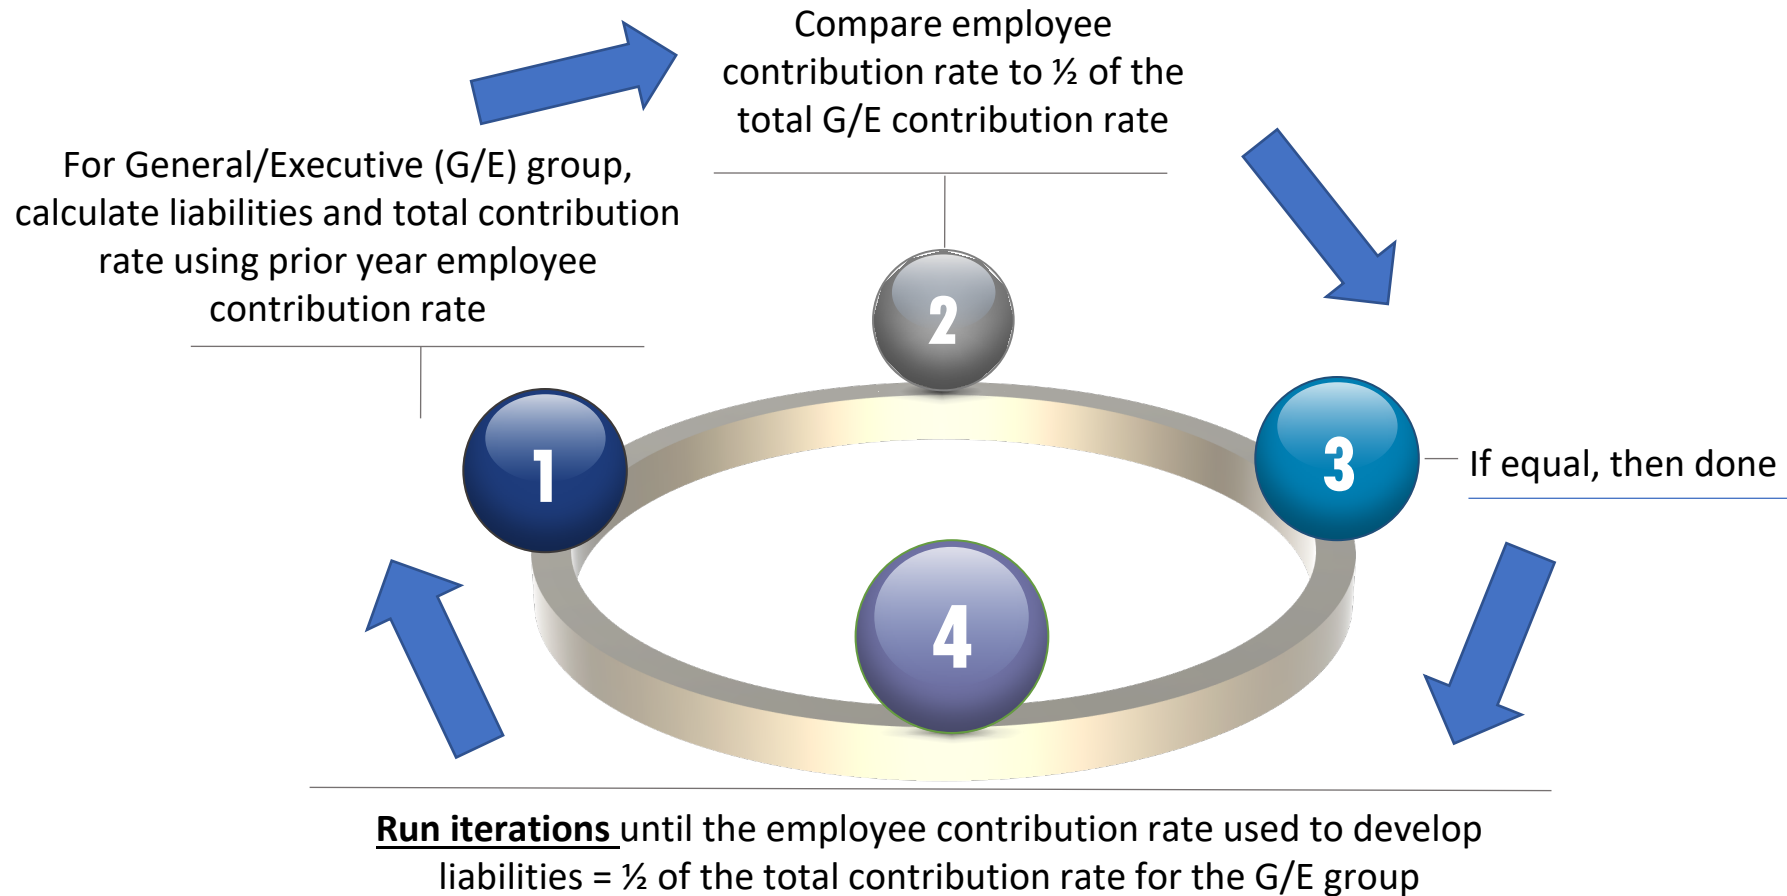 For General/Executive (G/E) group,
calculate liabilities and total contribution
rate using prior year employee
contribution rate
1
Compare employee
contribution rate to ½ of the
total G/E contribution rate
2
3
If equal, then done
4
Run iterations until the employee contribution rate used to develop
liabilities = ½ of the total contribution rate for the G/E group